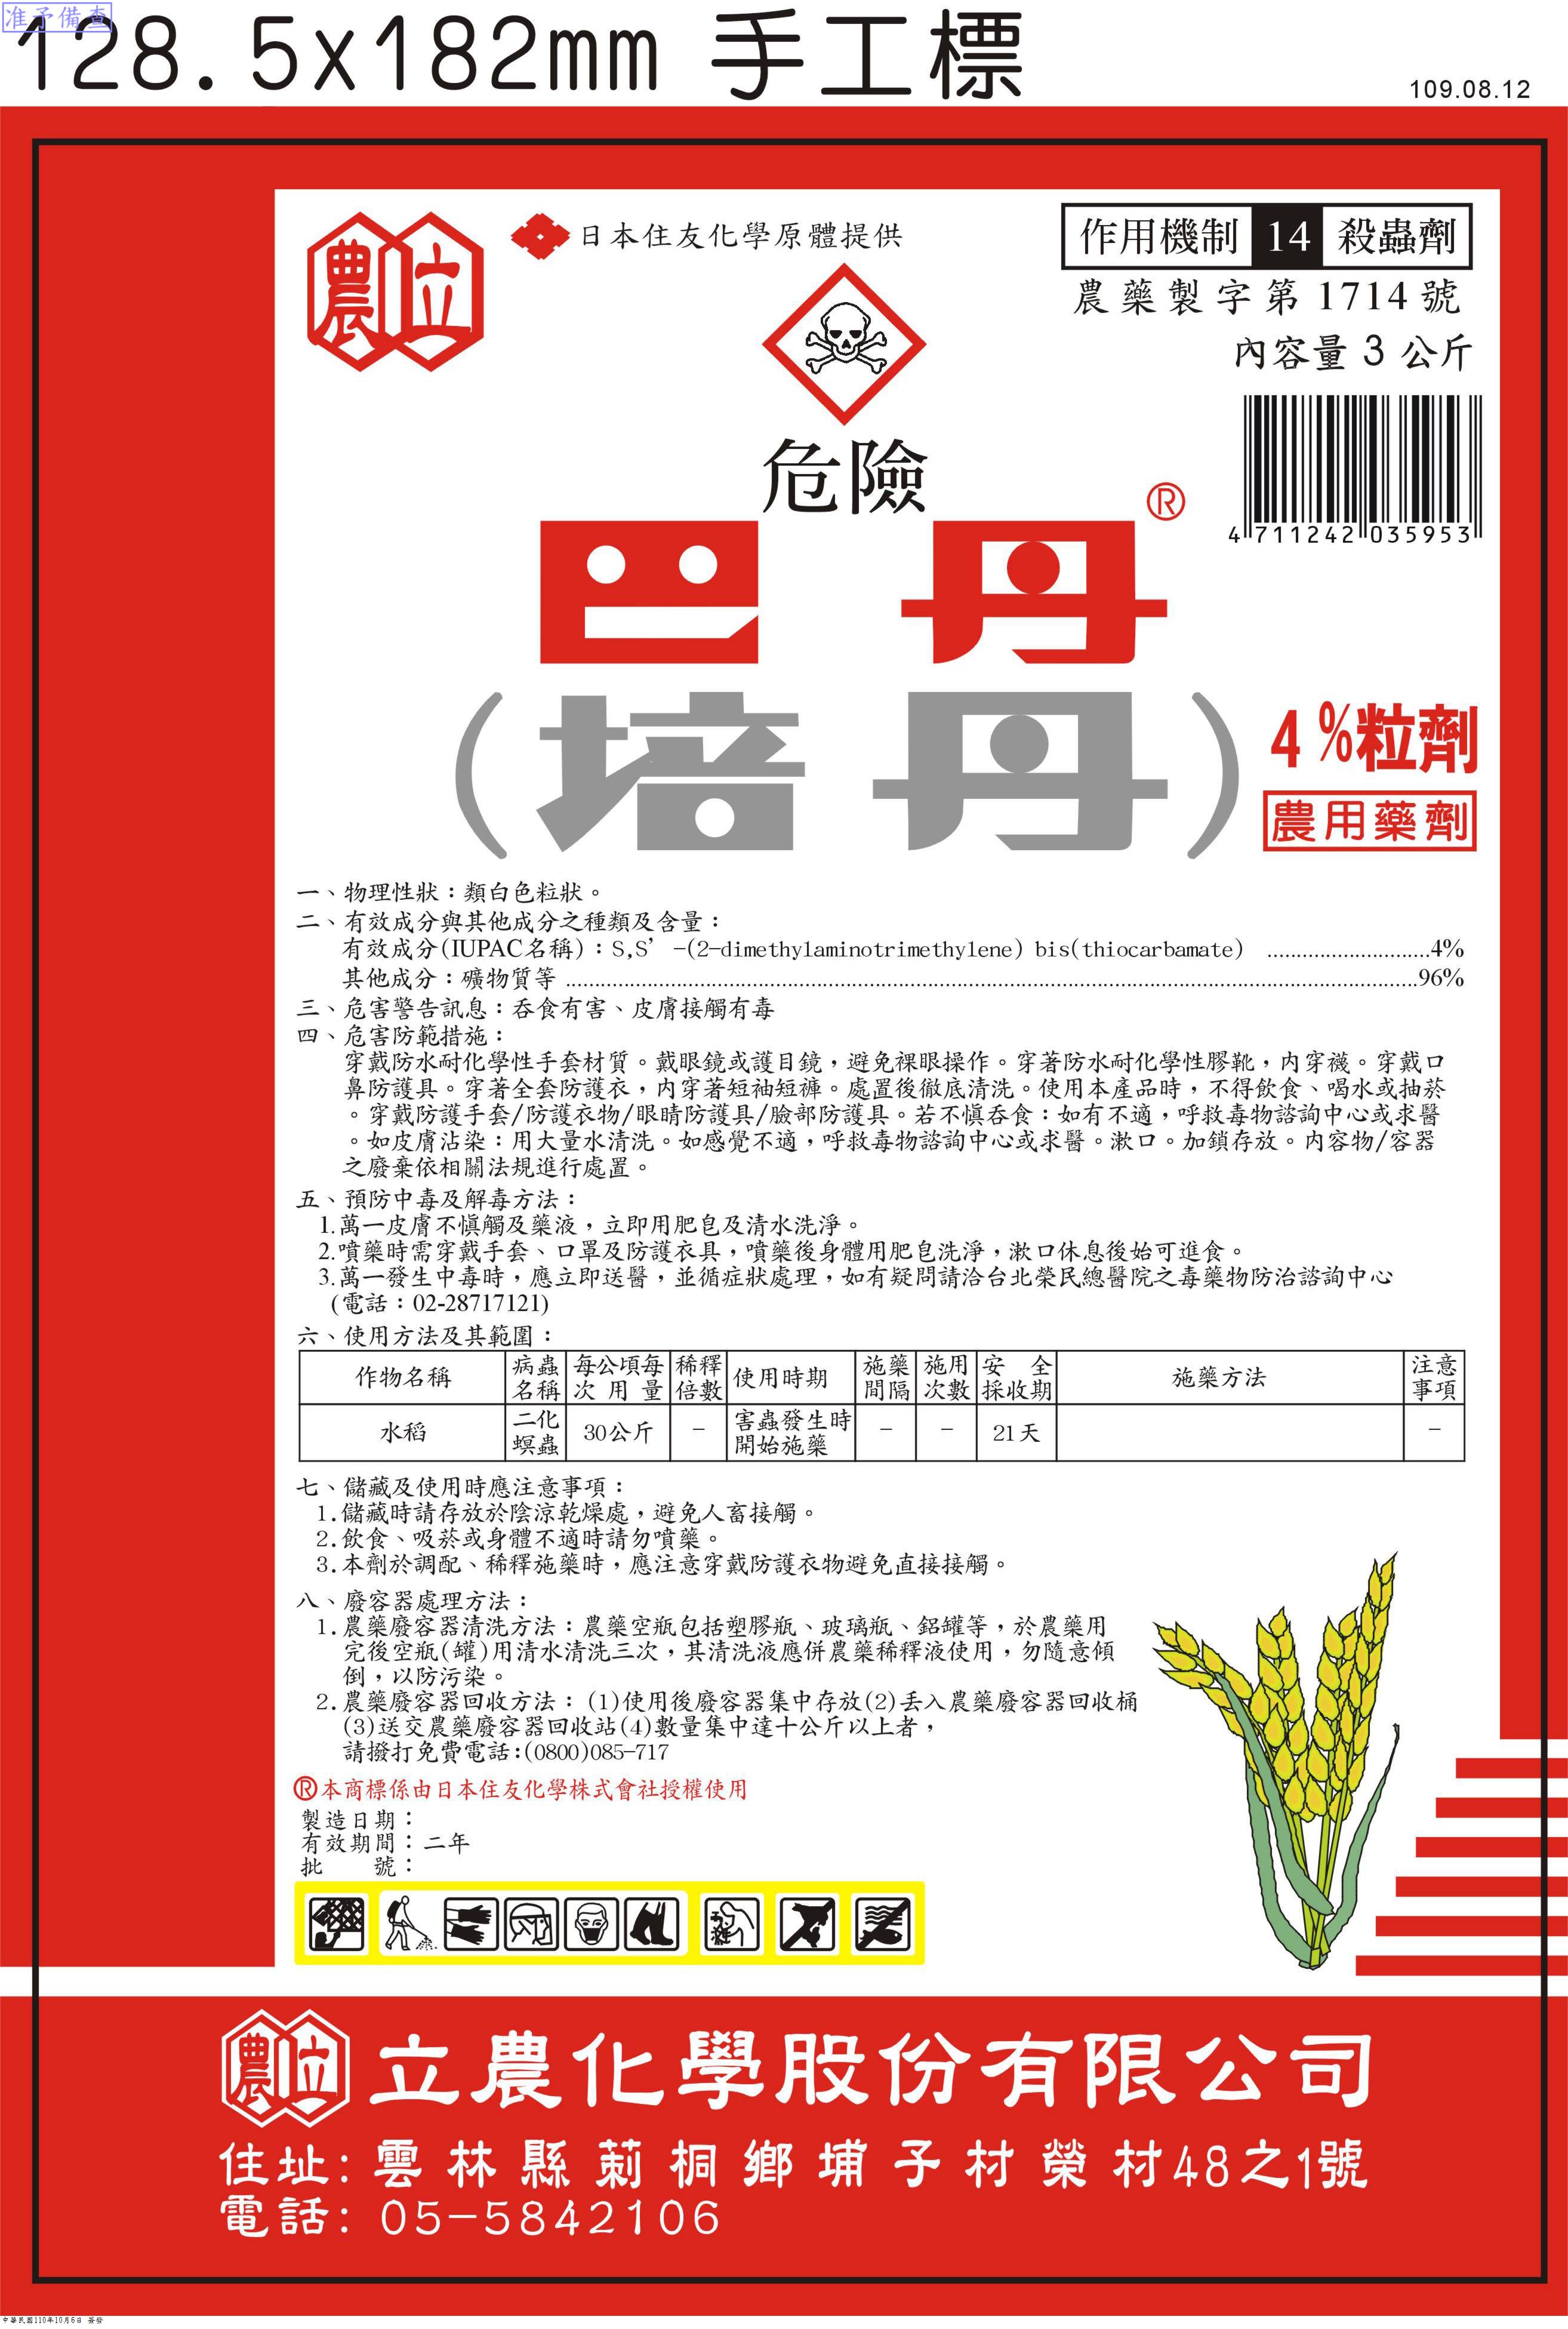 准予備查
128.5x182mm 手工標
109.08.12
農立
日本住友化學原體提供
作用機制 14 殺蟲劑
農藥製字第1714號
內容量 3 公斤
危險
4 711242 035953
巴丹®
(培丹)
4%粒劑
農用藥劑
一、物理性狀：類白色粒狀。
二、有效成分與其他成分之種類及含量：
有效成分(IUPAC名稱)：S,S’-(2-dimethylaminotrimethylene) bis(thiocarbamate) ............................4%
其他成分：礦物質等 ............................................................96%
三、危害警告訊息：吞食有害、皮膚接觸有毒
四、危害防範措施：
穿戴防水耐化學性手套材質。戴眼鏡或護目鏡，避免裸眼操作。穿著防水耐化學性膠靴，內穿襪。穿戴口
鼻防護具。穿著全套防護衣，內穿著短袖短褲。處置後徹底清洗。使用本產品時，不得飲食、喝水或抽菸
。穿戴防護手套/防護衣物/眼睛防護具/臉部防護具。若不慎吞食：如有不適，呼救毒物諮詢中心或求醫
。如皮膚沾染：用大量水清洗。如感覺不適，呼救毒物諮詢中心或求醫。漱口。加鎖存放。內容物/容器
之廢棄依相關法規進行處置。
五、預防中毒及解毒方法：
1.萬一皮膚不慎觸及藥液，立即用肥皂及清水洗淨。
2.噴藥時需穿戴手套、口罩及防護衣具，噴藥後身體用肥皂洗淨，漱口休息後始可進食。
3.萬一發生中毒時，應立即送醫，並循症狀處理，如有疑問請洽台北榮民總醫院之毒藥物防治諮詢中心
(電話：02-28717121)
六、使用方法及其範圍：
作物名稱 病蟲名稱 每公頃每次用量 稀釋倍數 使用時期 施藥間隔 施用次數 安全採收期 施藥方法 注意事項
水稻 二化螟蟲 30公斤 － 害蟲發生時開始施藥 － － 21天 －
七、儲藏及使用時應注意事項：
1.儲藏時請存放於陰涼乾燥處，避免人畜接觸。
2.飲食、吸菸或身體不適時請勿噴藥。
3.本劑於調配、稀釋施藥時，應注意穿戴防護衣物避免直接接觸。
八、廢容器處理方法：
1.農藥廢容器清洗方法：農藥空瓶包括塑膠瓶、玻璃瓶、鋁罐等，於農藥用
完後空瓶(罐)用清水清洗三次，其清洗液應併農藥稀釋液使用，勿隨意傾
倒，以防污染。
2.農藥廢容器回收方法：(1)使用後廢容器集中存放(2)丟入農藥廢容器回收桶
(3)送交農藥廢容器回收站(4)數量集中達十公斤以上者，
請撥打免費電話:(0800)085-717
®本商標係由日本住友化學株式會社授權使用
製造日期：
有效期間：二年
批　　號：
農立 立農化學股份有限公司
住址: 雲林縣莿桐鄉埔子村榮村48之1號
電話: 05-5842106
中華民國110年10月6日 簽發